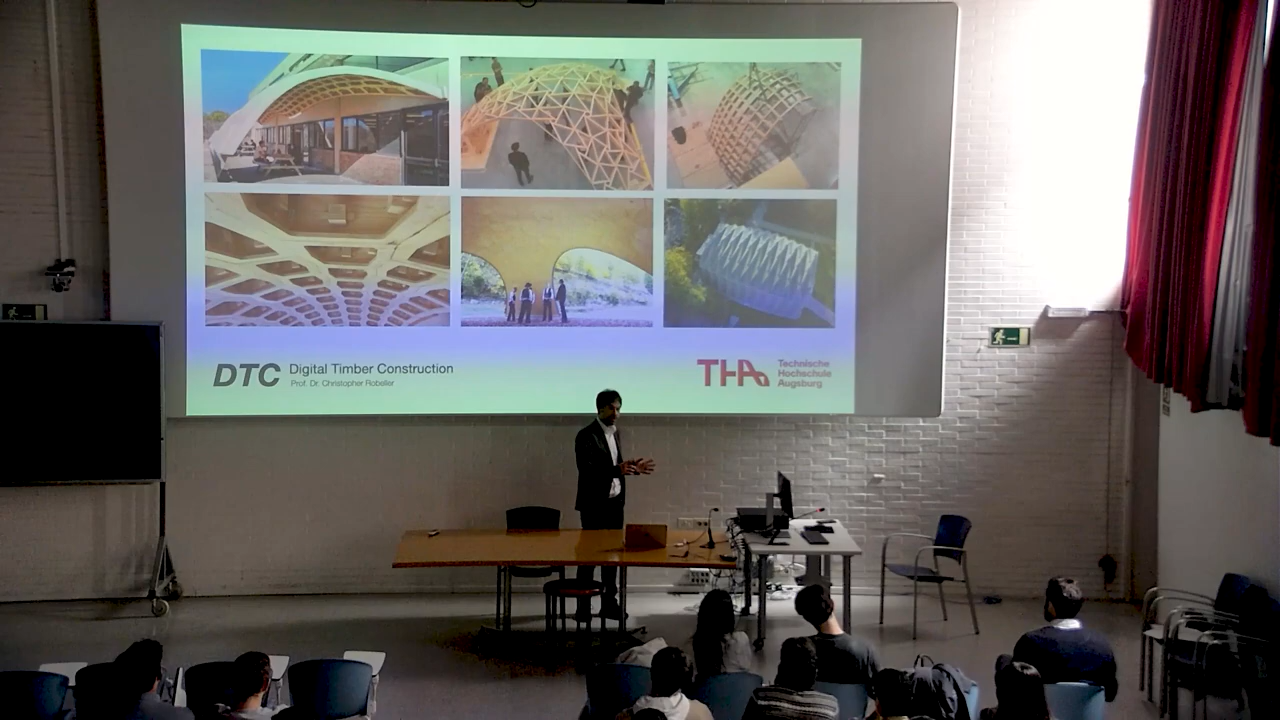 DTC Digital Timber Construction
Prof. Dr. Christopher Robeller
THA Technische
Hochschule
Augsburg